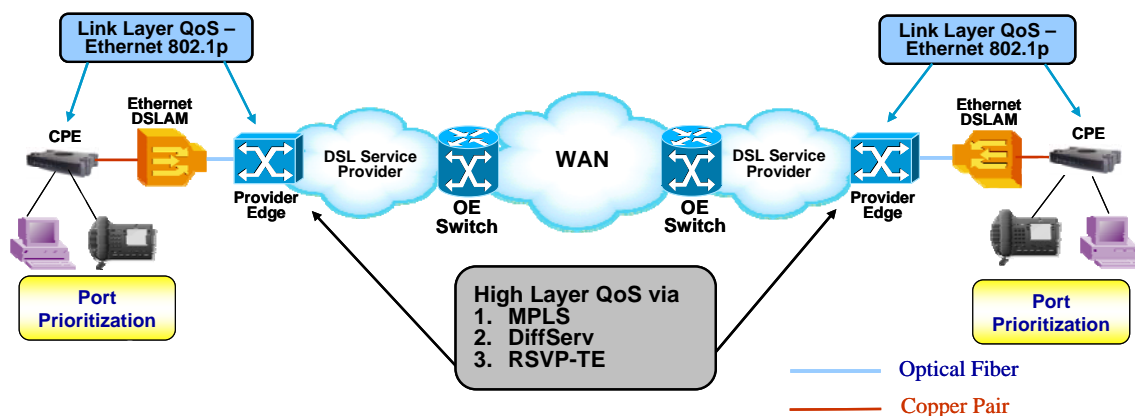 Link Layer QoS –
Ethernet 802.1p
Link Layer QoS –
Ethernet 802.1p
Ethernet
DSLAM
CPE
DSL Service
Provider
WAN
DSL Service
Provider
Ethernet
DSLAM
CPE
Provider
Edge
OE
Switch
OE
Switch
Provider
Edge
Port
Prioritization
High Layer QoS via
1. MPLS
2. DiffServ
3. RSVP-TE
Port
Prioritization
Optical Fiber
Copper Pair